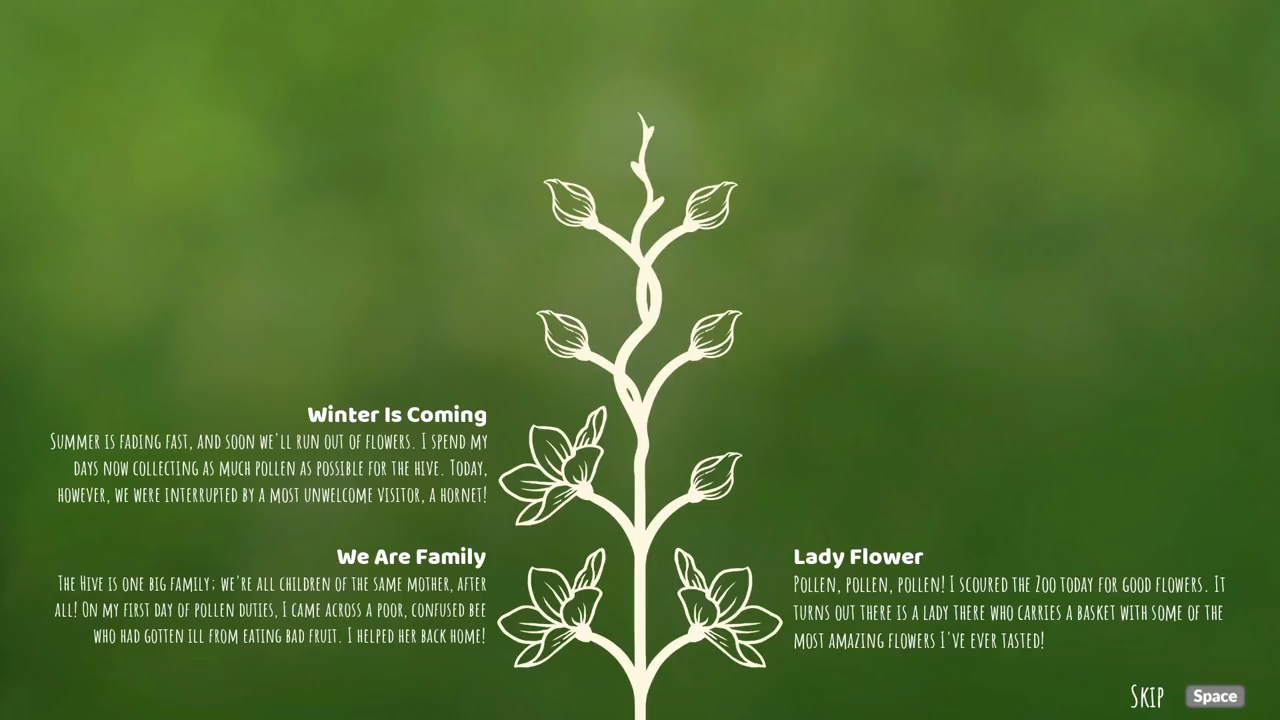 Winter Is Coming
Summer is fading fast, and soon we'll run out of flowers. I spend my
days now collecting as much pollen as possible for the hive. Today,
however, we were interrupted by a most unwelcome visitor, a hornet!
We Are Family
The Hive is one big family; we're all children of the same mother, after
all! On my first day of pollen duties, I came across a poor, confused bee
who had gotten ill from eating bad fruit. I helped her back home!
Lady Flower
Pollen, pollen, pollen! I scoured the Zoo today for good flowers. It
turns out there is a lady there who carries a basket with some of the
most amazing flowers I've ever tasted!
Skip Space